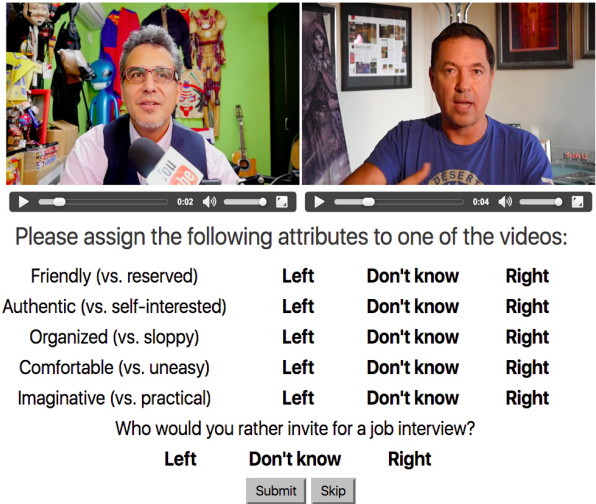 You
Tube
DESERT
0:02
0:04
Please assign the following attributes to one of the videos:
Friendly (vs. reserved) Left Don't know Right
Authentic (vs. self-interested) Left Don't know Right
Organized (vs. sloppy) Left Don't know Right
Comfortable (vs. uneasy) Left Don't know Right
Imaginative (vs. practical) Left Don't know Right
Who would you rather invite for a job interview?
Left Don't know Right
Submit Skip